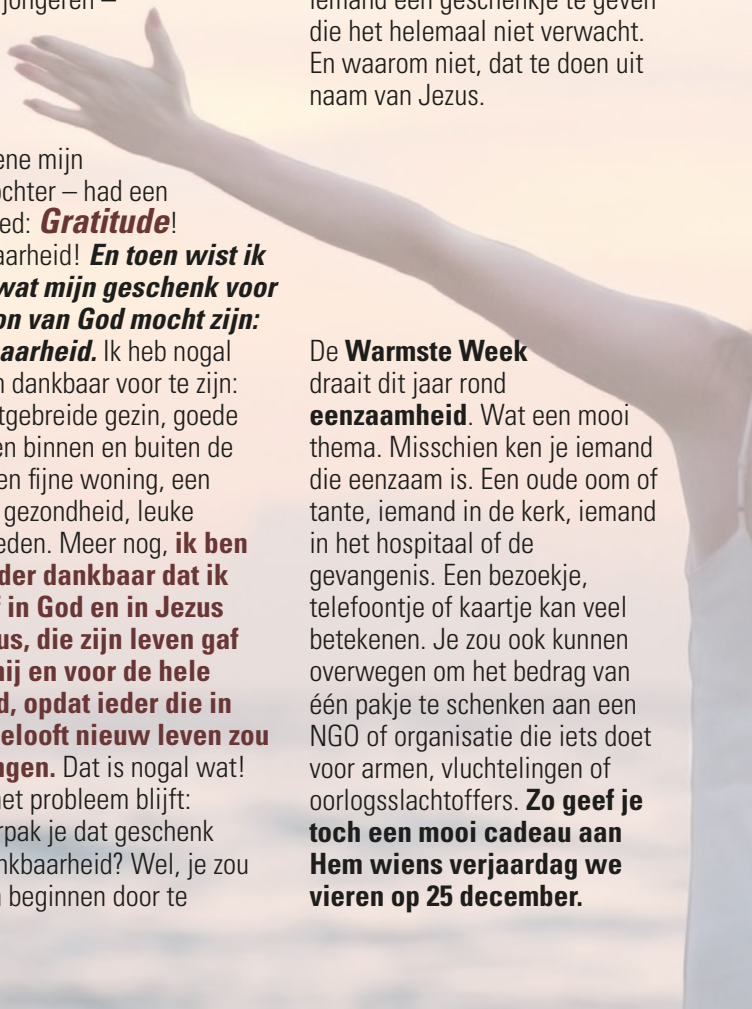 jongeren –
ene mijn
ochter – had een
ed: Gratitude!
aarheid! En toen wist ik
wat mijn geschenk voor
on van God mocht zijn:
aarheid. Ik heb nogal
n dankbaar voor te zijn:
tgebreide gezin, goede
en binnen en buiten de
en fijne woning, een
gezondheid, leuke
eden. Meer nog, ik ben
der dankbaar dat ik
f in God en in Jezus
us, die zijn leven gaf
nij en voor de hele
d, opdat ieder die in
elooft nieuw leven zou
ngen. Dat is nogal wat!
net probleem blijft:
rpak je dat geschenk
nkbaarheid? Wel, je zou
n beginnen door te
iemand een geschenkje te geven
die het helemaal niet verwacht.
En waarom niet, dat te doen uit
naam van Jezus.
De Warmste Week
draait dit jaar rond
eenzaamheid. Wat een mooi
thema. Misschien ken je iemand
die eenzaam is. Een oude oom of
tante, iemand in de kerk, iemand
in het hospitaal of de
gevangenis. Een bezoekje,
telefoontje of kaartje kan veel
betekenen. Je zou ook kunnen
overwegen om het bedrag van
één pakje te schenken aan een
NGO of organisatie die iets doet
voor armen, vluchtelingen of
oorlogsslachtoffers. Zo geef je
toch een mooi cadeau aan
Hem wiens verjaardag we
vieren op 25 december.